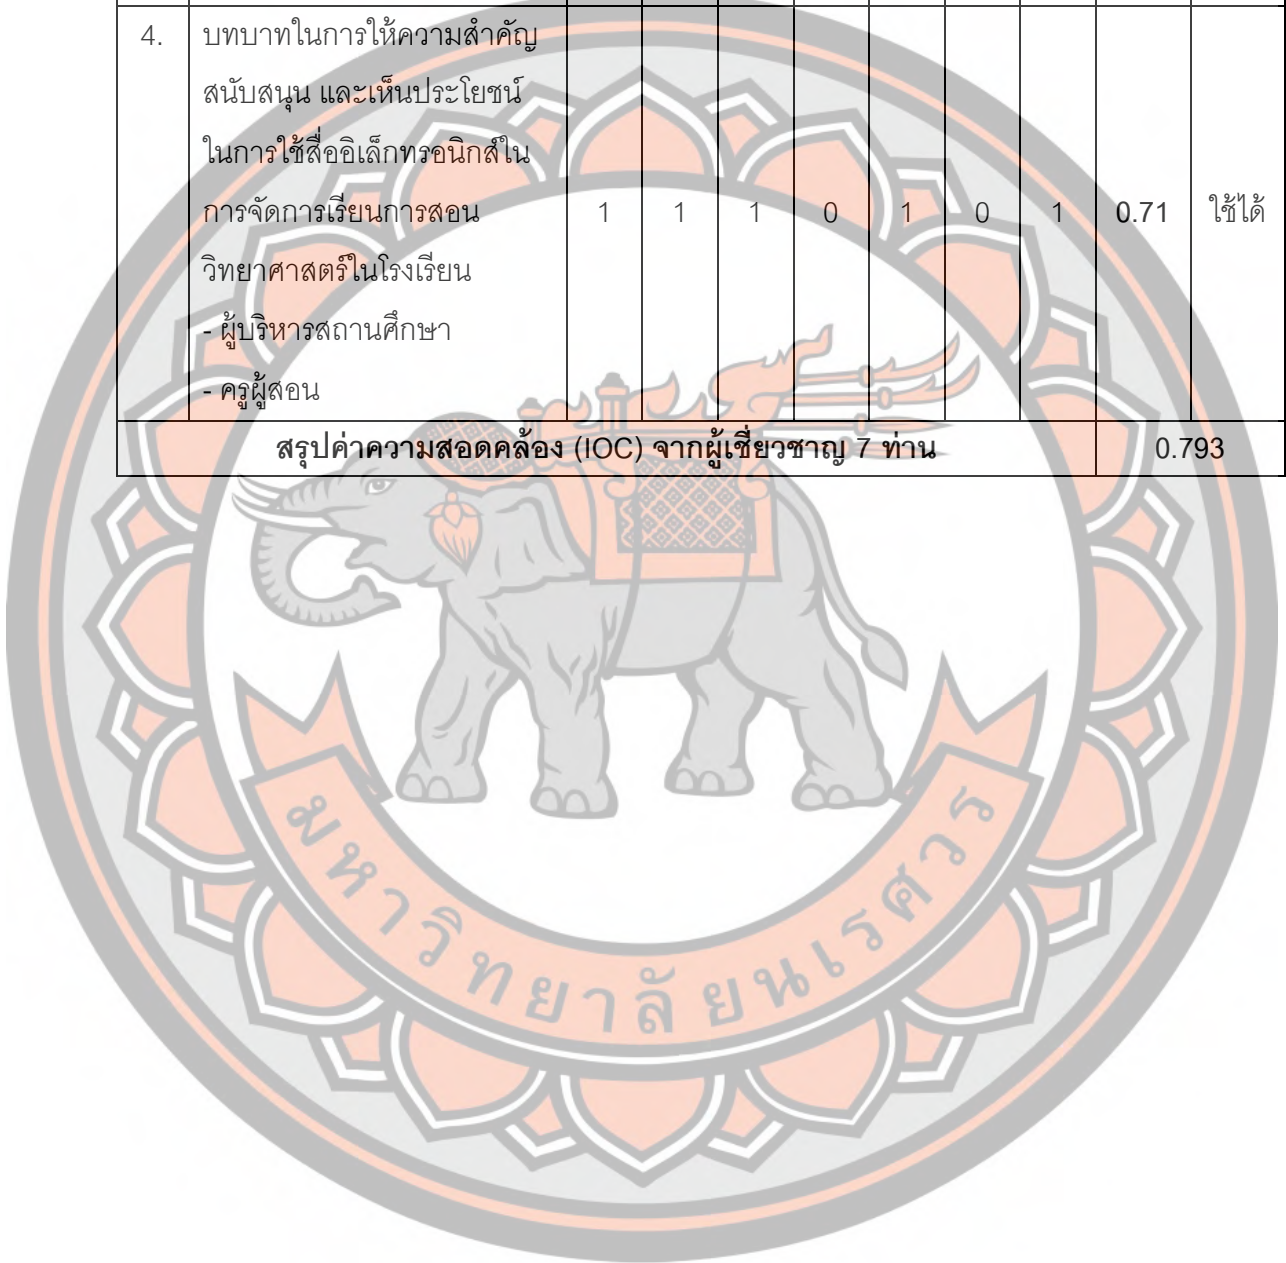 4. บทบาทในการให้ความสำคัญ
สนับสนุน และเห็นประโยชน์
ในการใช้สื่ออิเล็กทรอนิกส์ใน
การจัดการเรียนการสอน 1 1 1 0 1 0 1 0.71 ใช้ได้
วิทยาศาสตร์ในโรงเรียน
- ผู้บริหารสถานศึกษา
- ครูผู้สอน
สรุปค่าความสอดคล้อง (IOC) จากผู้เชี่ยวชาญ 7 ท่าน 0.793
มหาวิทยาลัยนเรศวร